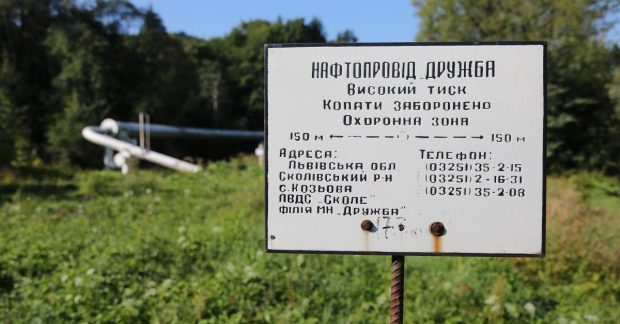 НАФТОПРОВІД „ДРУЖБА
ВИСОКИЙ ТИСК
КОПАТИ ЗАБОРОНЕНО
ОХОРОННА ЗОНА
150 м 150 м
АДРЕСА: ТЕЛЕФОН:
ЛЬВІВСЬКА ОБЛ (03251) 35-2-15
СКОЛІВСЬКИЙ Р-Н (03251) 2-16-31
с.КОЗЬОВА (03251) 35-2-08
ЛВДС „СКОЛЕ"
ФІЛІЯ МН „ДРУЖБА"